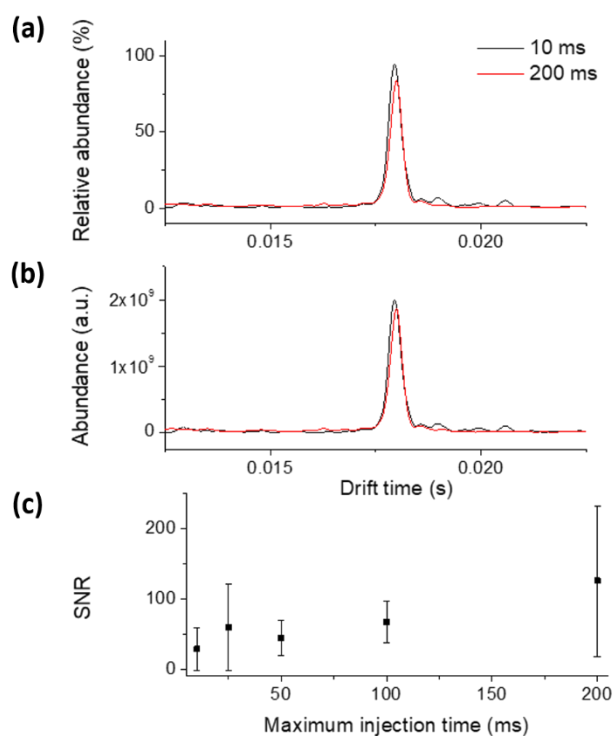 (a)
Relative abundance (%)
100
50
0
10 ms
200 ms
0.015 0.020
(b)
Abundance (a.u.)
2x10⁹
1x10⁹
0
0.015 0.020
Drift time (s)
(c)
SNR
200
100
0
50 100 150 200
Maximum injection time (ms)